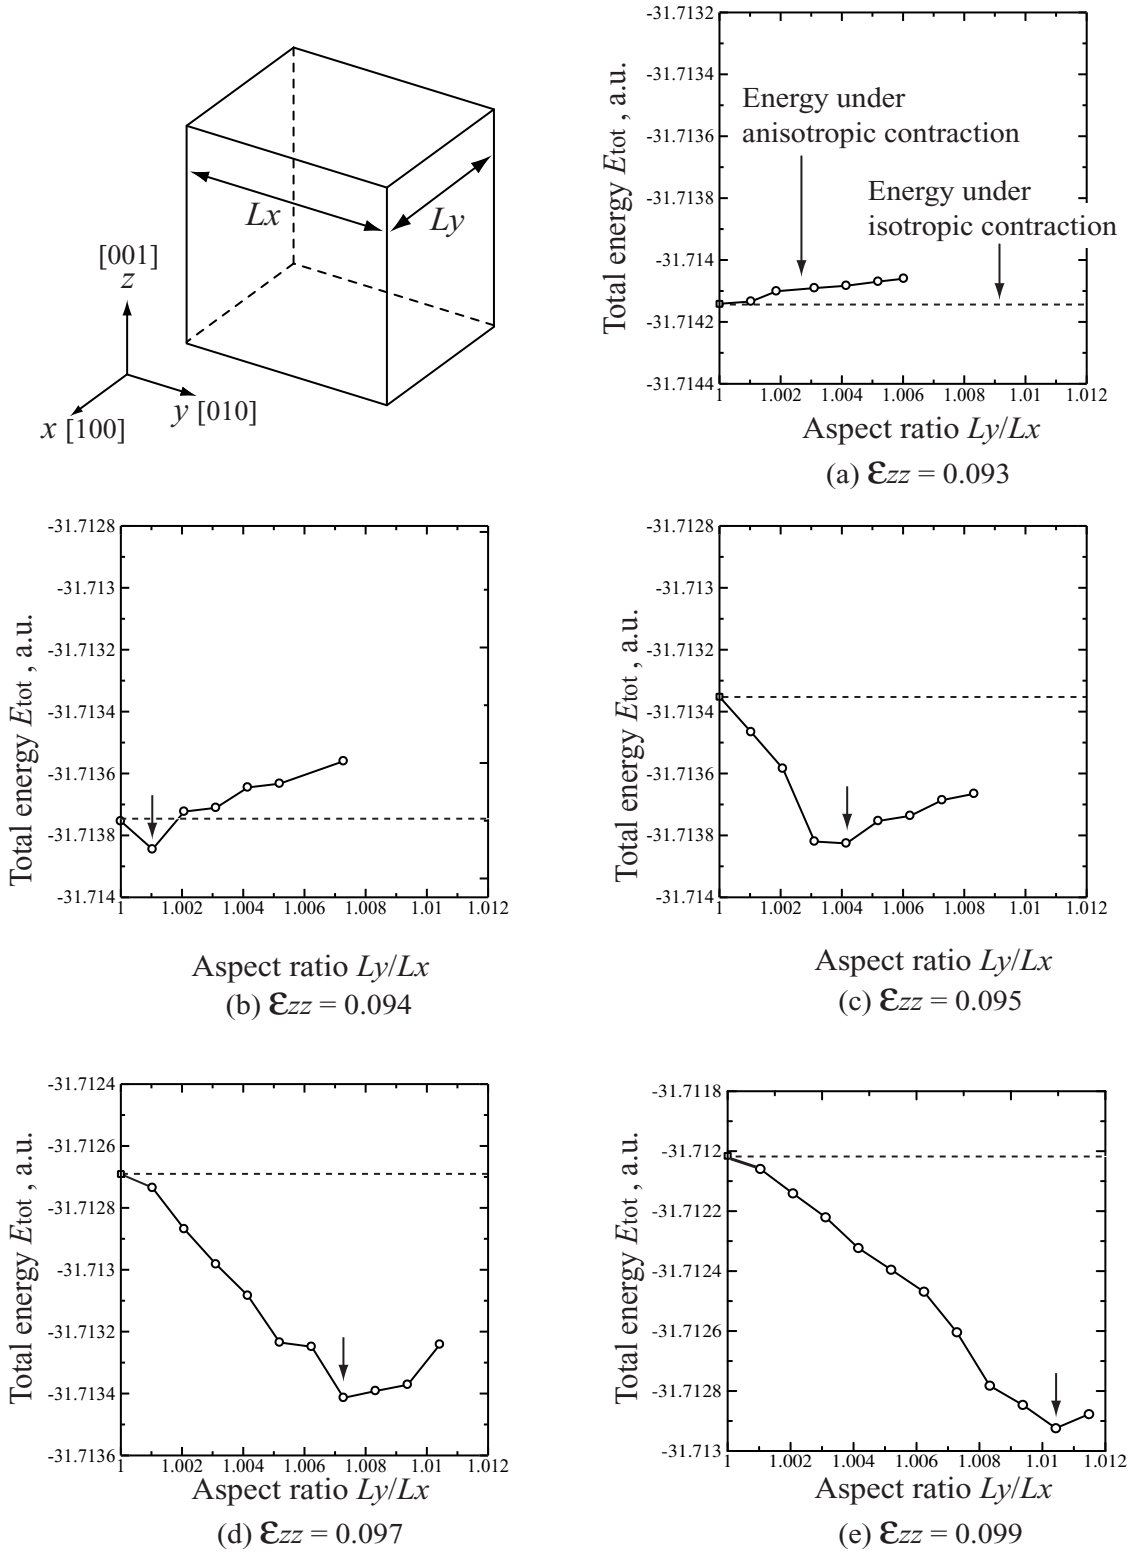 Lx
Ly
[001]
z
x [100]
y [010]
-31.7132
-31.7134
-31.7136
-31.7138
-31.714
-31.7142
-31.7144
Total energy Etot , a.u.
Energy under
anisotropic contraction
Energy under
isotropic contraction
1 1.002 1.004 1.006 1.008 1.01 1.012
Aspect ratio Ly/Lx
(a) εzz = 0.093
-31.7128
-31.713
-31.7132
-31.7134
-31.7136
-31.7138
-31.714
Total energy Etot , a.u.
1 1.002 1.004 1.006 1.008 1.01 1.012
Aspect ratio Ly/Lx
(b) εzz = 0.094
-31.7128
-31.713
-31.7132
-31.7134
-31.7136
-31.7138
-31.714
Total energy Etot , a.u.
1 1.002 1.004 1.006 1.008 1.01 1.012
Aspect ratio Ly/Lx
(c) εzz = 0.095
-31.7124
-31.7126
-31.7128
-31.713
-31.7132
-31.7134
-31.7136
Total energy Etot , a.u.
1 1.002 1.004 1.006 1.008 1.01 1.012
Aspect ratio Ly/Lx
(d) εzz = 0.097
-31.7118
-31.712
-31.7122
-31.7124
-31.7126
-31.7128
-31.713
Total energy Etot , a.u.
1 1.002 1.004 1.006 1.008 1.01 1.012
Aspect ratio Ly/Lx
(e) εzz = 0.099